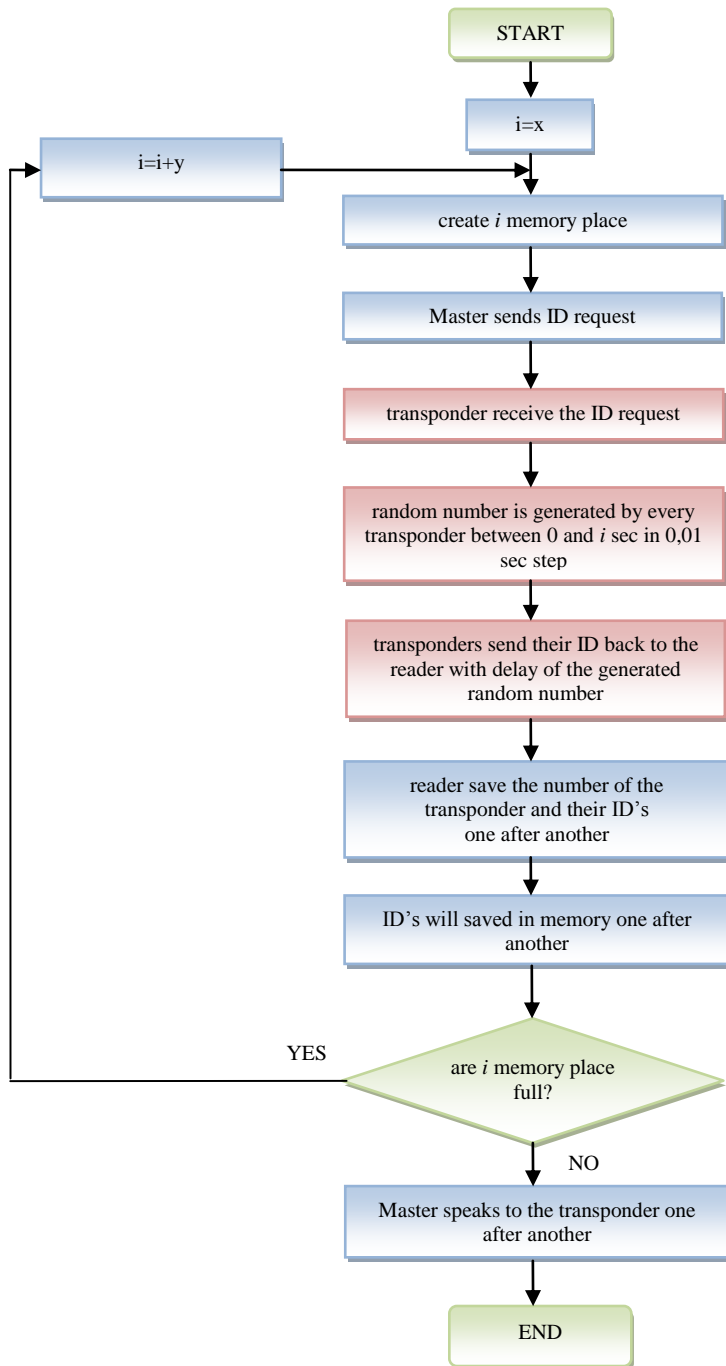 START
i=x
i=i+y
create i memory place
Master sends ID request
transponder receive the ID request
random number is generated by every
transponder between 0 and i sec in 0,01
sec step
transponders send their ID back to the
reader with delay of the generated
random number
reader save the number of the
transponder and their ID’s
one after another
ID’s will saved in memory one after
another
YES
are i memory place
full?
NO
Master speaks to the transponder one
after another
END